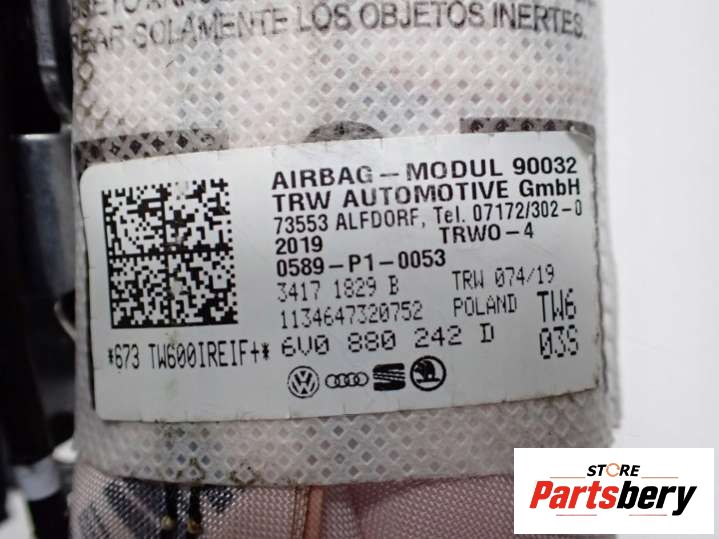 REAR SOLAMENTE LOS OBJETOS INERTES.
AIRBAG-MODUL 90032
TRW AUTOMOTIVE GmbH
73553 ALFDORF, Tel. 07172/302-0
2019 TRWO-4
0589-P1-0053
3417 1829 B TRW 074/19
1134647320752 POLAND TW6
*673 TW600IREIF+* 6V0 880 242 D 03S
STORE
Partsbery